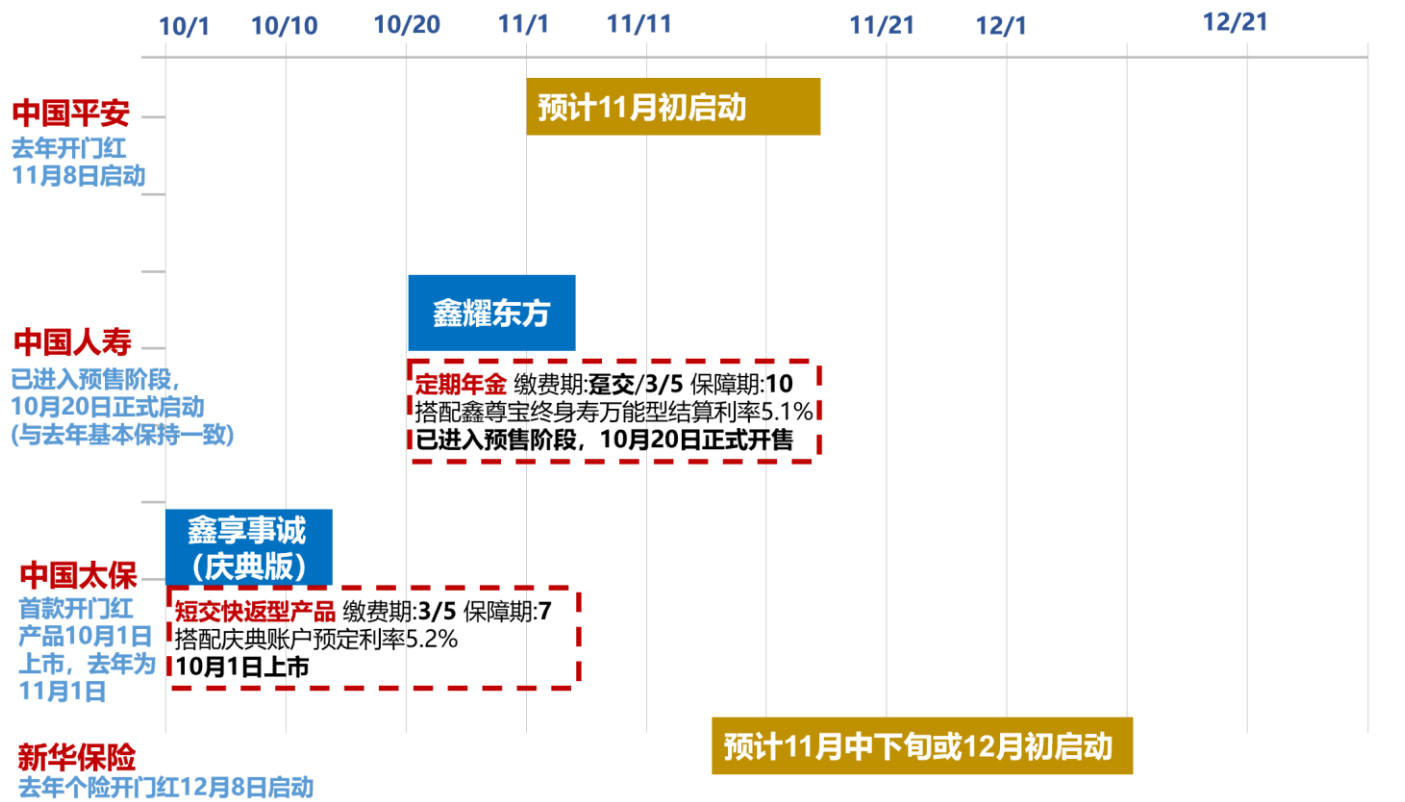 10/1 10/10 10/20 11/1 11/11 11/21 12/1 12/21
中国平安
去年开门红
11月8日启动
预计11月初启动
中国人寿
已进入预售阶段，
10月20日正式启动
(与去年基本保持一致)
鑫耀东方
定期年金 缴费期:趸交/3/5 保障期:10
搭配鑫尊宝终身寿万能型结算利率5.1%
已进入预售阶段，10月20日正式开售
中国太保
首款开门红
产品10月1日
上市，去年为
11月1日
鑫享事诚
（庆典版）
短交快返型产品 缴费期:3/5 保障期:7
搭配庆典账户预定利率5.2%
10月1日上市
新华保险
去年个险开门红12月8日启动
预计11月中下旬或12月初启动